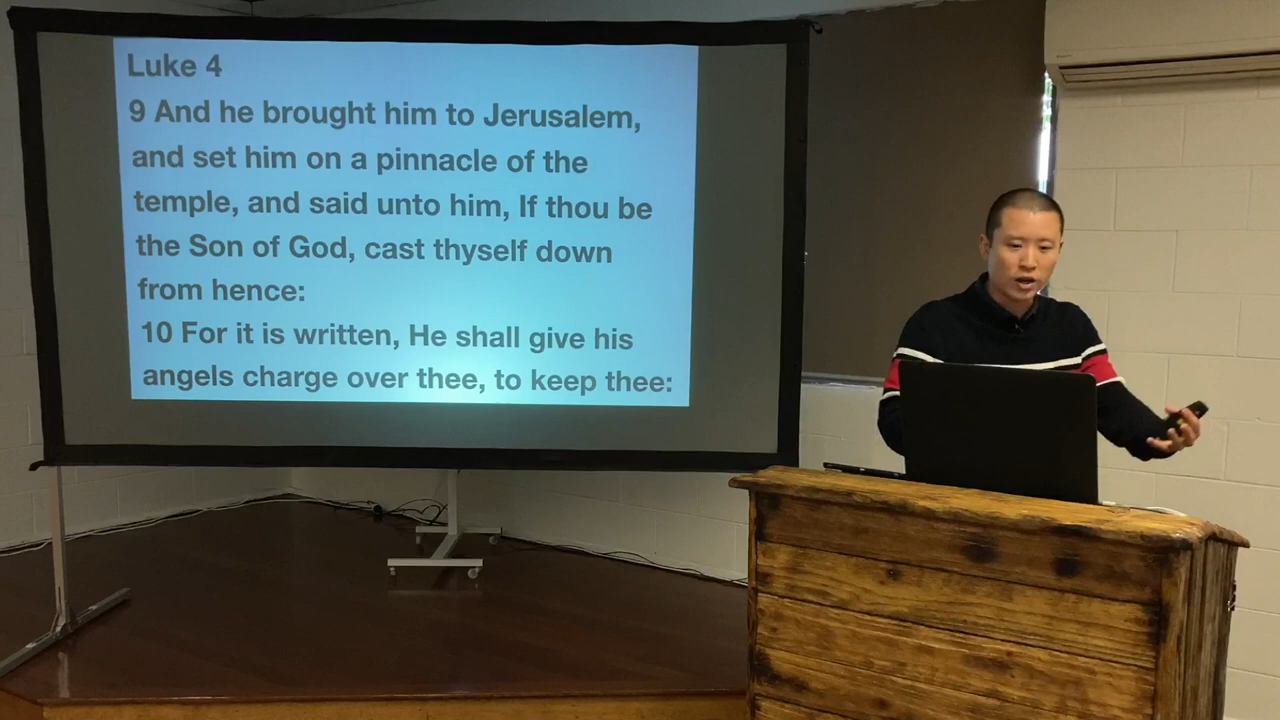 Luke 4
9 And he brought him to Jerusalem,
and set him on a pinnacle of the
temple, and said unto him, If thou be
the Son of God, cast thyself down
from hence:
10 For it is written, He shall give his
angels charge over thee, to keep thee: